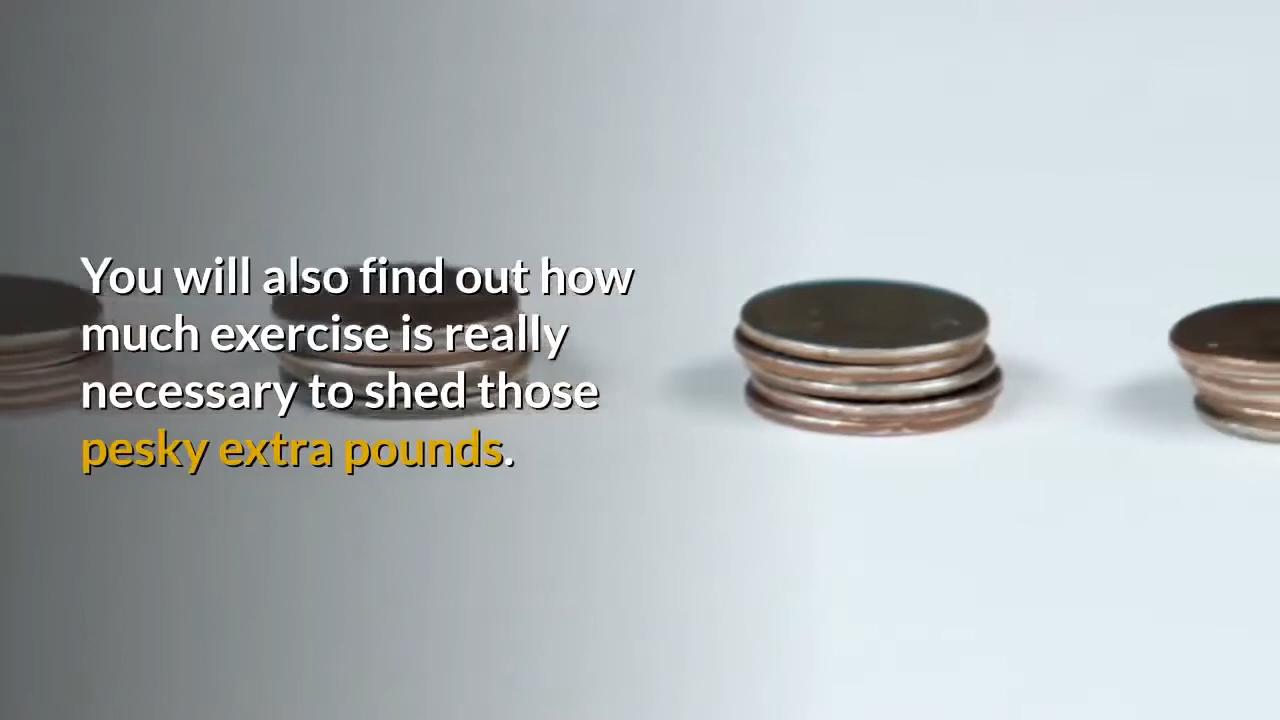 You will also find out how
much exercise is really
necessary to shed those
pesky extra pounds.